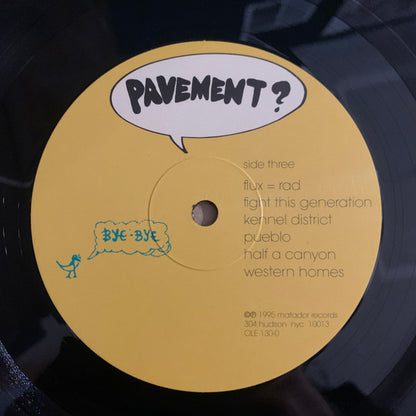 PAVEMENT?
side three
flux = rad
fight this generation
kennel district
pueblo
half a canyon
western homes
BYE-BYE
©℗ 1995 matador records
304 hudson nyc 10013
OLE-130-0